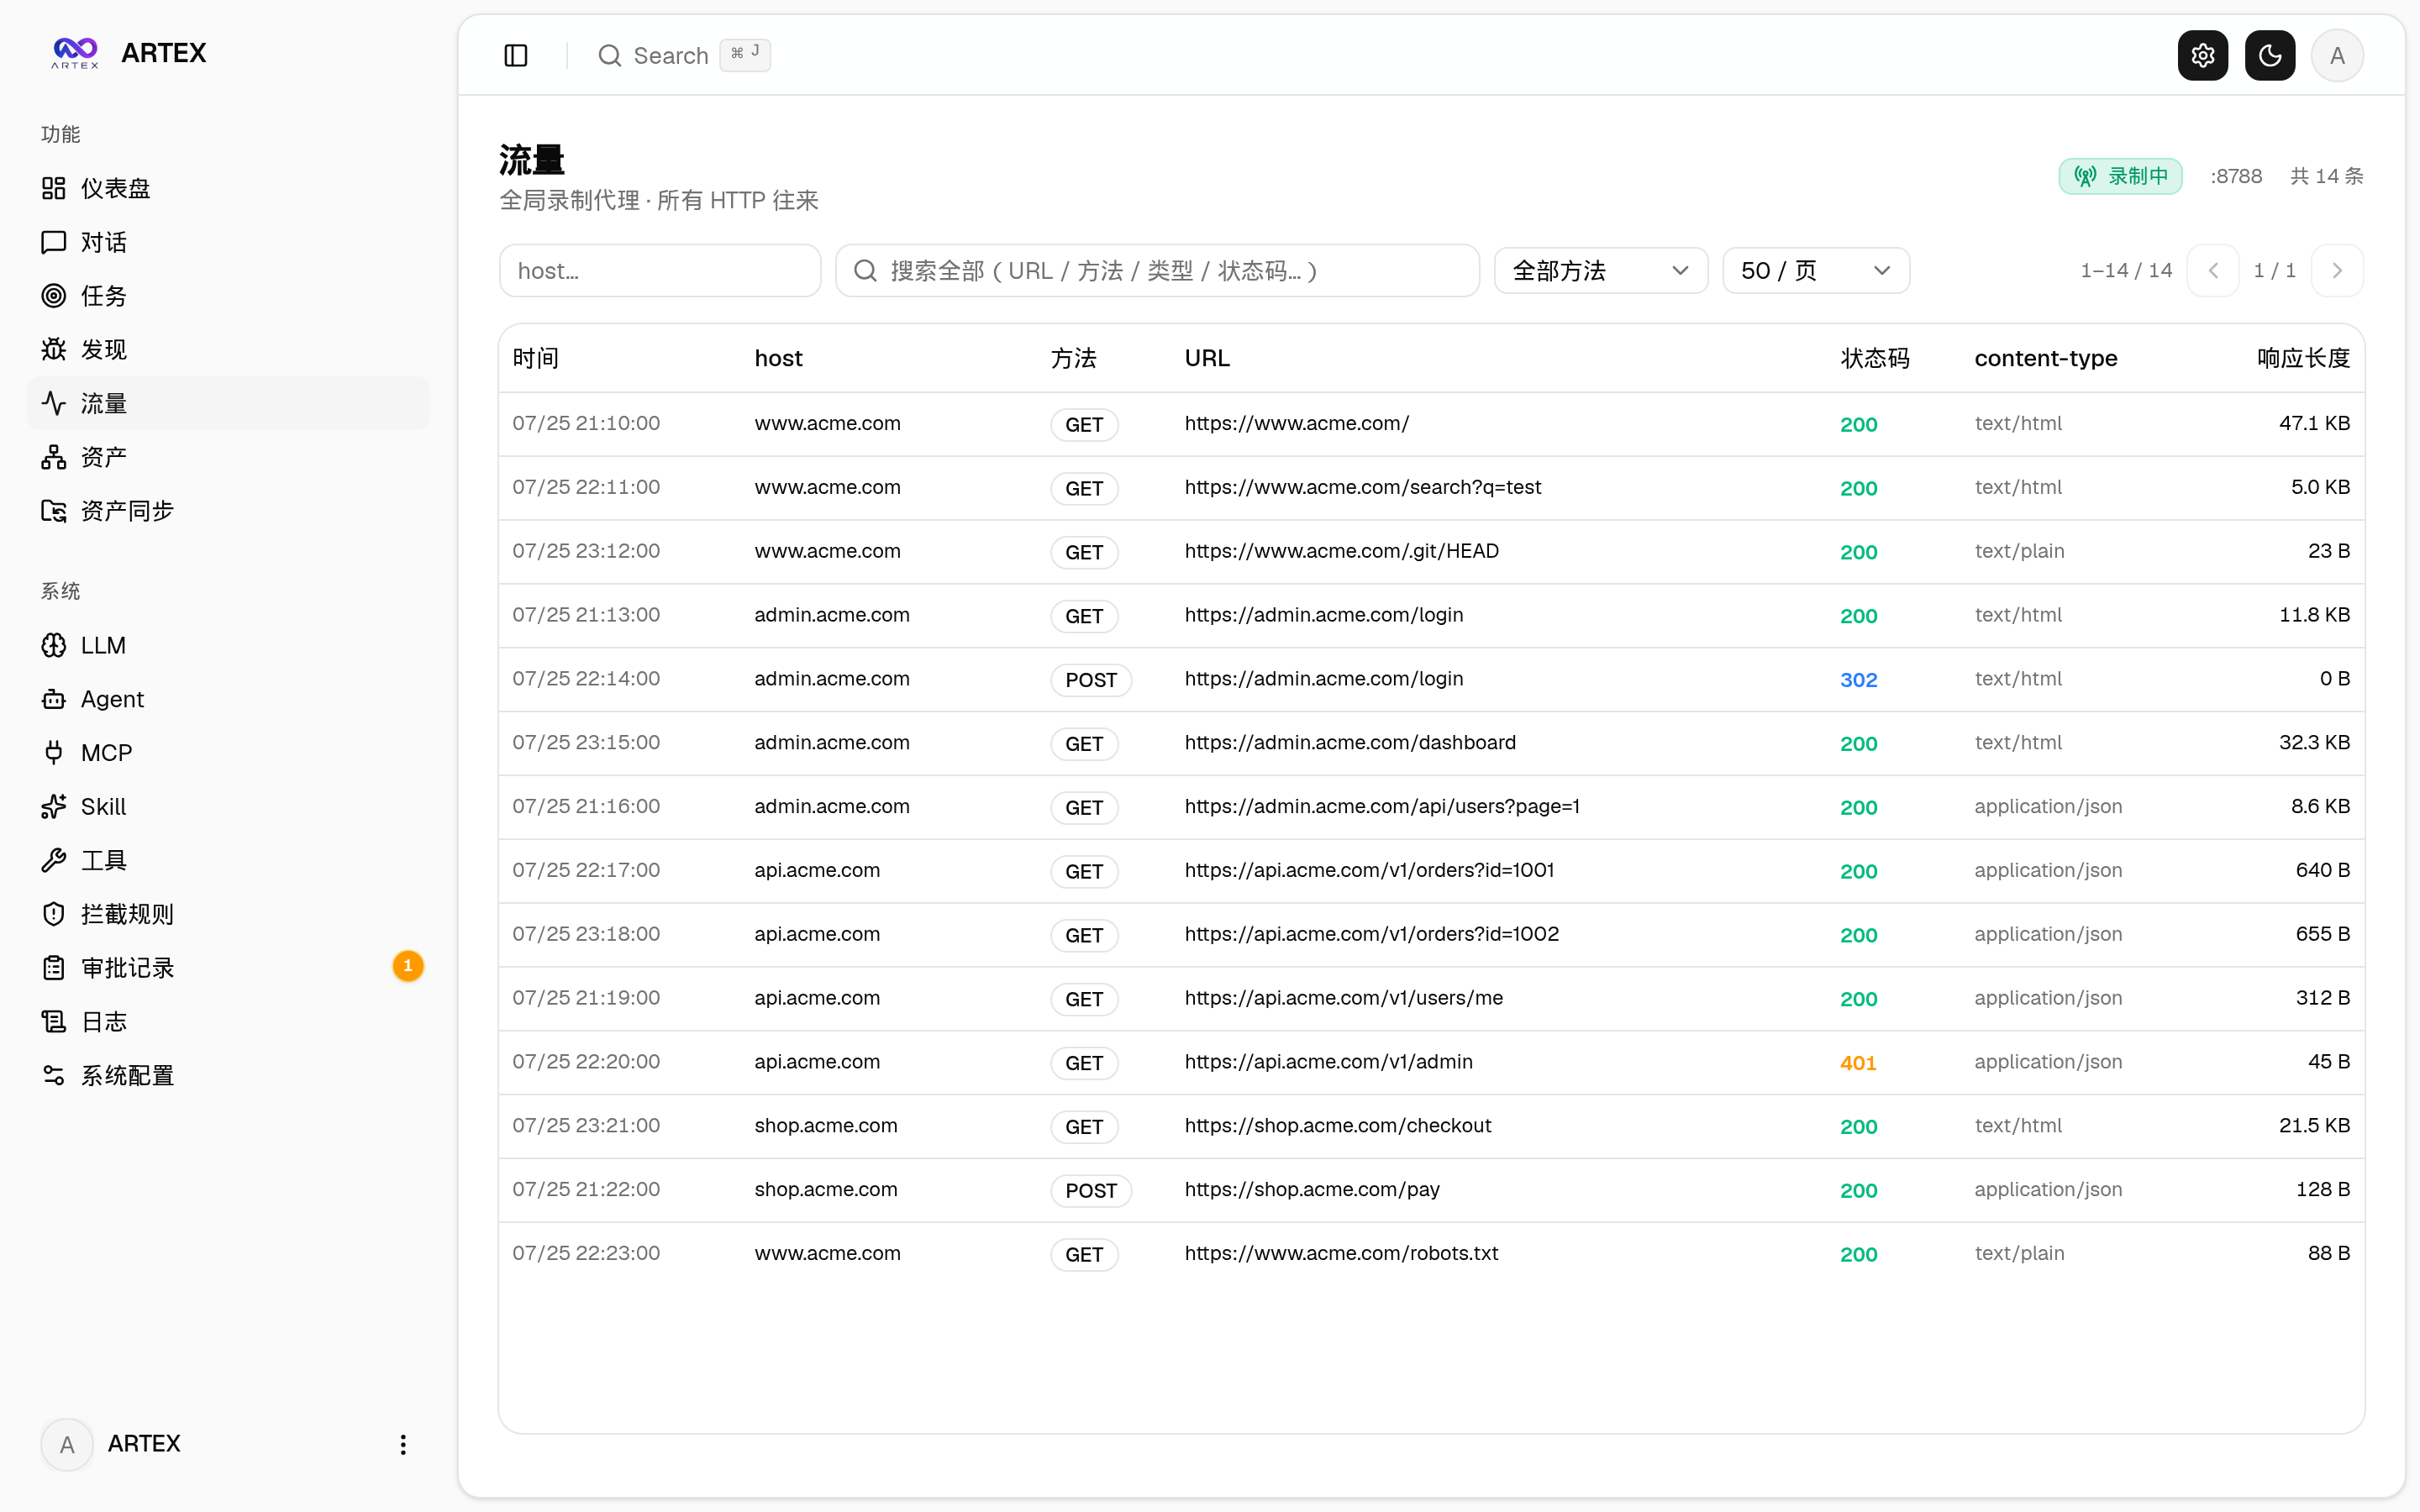 ARTEX
ARTEX
功能
仪表盘
对话
任务
发现
流量
资产
资产同步
系统
LLM
Agent
MCP
Skill
工具
拦截规则
审批记录 1
日志
系统配置
A ARTEX
Search ⌘ J
A
流量
全局录制代理 · 所有 HTTP 往来
录制中 :8788 共 14 条
host... 搜索全部（URL / 方法 / 类型 / 状态码...） 全部方法 50 / 页 1–14 / 14 1 / 1
时间 host 方法 URL 状态码 content-type 响应长度
07/25 21:10:00 www.acme.com GET https://www.acme.com/ 200 text/html 47.1 KB
07/25 22:11:00 www.acme.com GET https://www.acme.com/search?q=test 200 text/html 5.0 KB
07/25 23:12:00 www.acme.com GET https://www.acme.com/.git/HEAD 200 text/plain 23 B
07/25 21:13:00 admin.acme.com GET https://admin.acme.com/login 200 text/html 11.8 KB
07/25 22:14:00 admin.acme.com POST https://admin.acme.com/login 302 text/html 0 B
07/25 23:15:00 admin.acme.com GET https://admin.acme.com/dashboard 200 text/html 32.3 KB
07/25 21:16:00 admin.acme.com GET https://admin.acme.com/api/users?page=1 200 application/json 8.6 KB
07/25 22:17:00 api.acme.com GET https://api.acme.com/v1/orders?id=1001 200 application/json 640 B
07/25 23:18:00 api.acme.com GET https://api.acme.com/v1/orders?id=1002 200 application/json 655 B
07/25 21:19:00 api.acme.com GET https://api.acme.com/v1/users/me 200 application/json 312 B
07/25 22:20:00 api.acme.com GET https://api.acme.com/v1/admin 401 application/json 45 B
07/25 23:21:00 shop.acme.com GET https://shop.acme.com/checkout 200 text/html 21.5 KB
07/25 21:22:00 shop.acme.com POST https://shop.acme.com/pay 200 application/json 128 B
07/25 22:23:00 www.acme.com GET https://www.acme.com/robots.txt 200 text/plain 88 B